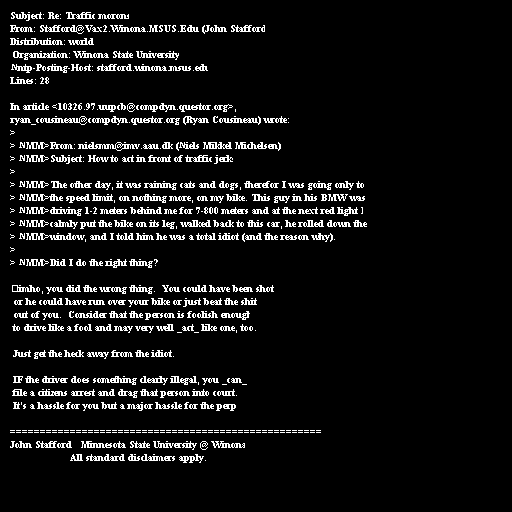 Subject: Re: Traffic morons
From: Stafford@Vax2.Winona.MSUS.Edu (John Stafford
Distribution: world
Organization: Winona State University
Nntp-Posting-Host: stafford.winona.msus.edu
Lines: 28
In article <10326.97.uupcb@compdyn.questor.org>,
ryan_cousineau@compdyn.questor.org (Ryan Cousineau) wrote:
>
> NMM>From: nielsmm@imv.aau.dk (Niels Mikkel Michelsen)
> NMM>Subject: How to act in front of traffic jerk
>
> NMM>The other day, it was raining cats and dogs, therefor I was going only to
> NMM>the speed limit, on nothing more, on my bike. This guy in his BMW was
> NMM>driving 1-2 meters behind me for 7-800 meters and at the next red light I
> NMM>calmly put the bike on its leg, walked back to this car, he rolled down the
> NMM>window, and I told him he was a total idiot (and the reason why).
>
> NMM>Did I do the right thing?
imho, you did the wrong thing. You could have been shot
or he could have run over your bike or just beat the shit
out of you. Consider that the person is foolish enough
to drive like a fool and may very well _act_ like one, too.
Just get the heck away from the idiot.
IF the driver does something clearly illegal, you _can_
file a citizens arrest and drag that person into court.
It's a hassle for you but a major hassle for the perp
====================================================
John Stafford Minnesota State University @ Winona
All standard disclaimers apply.